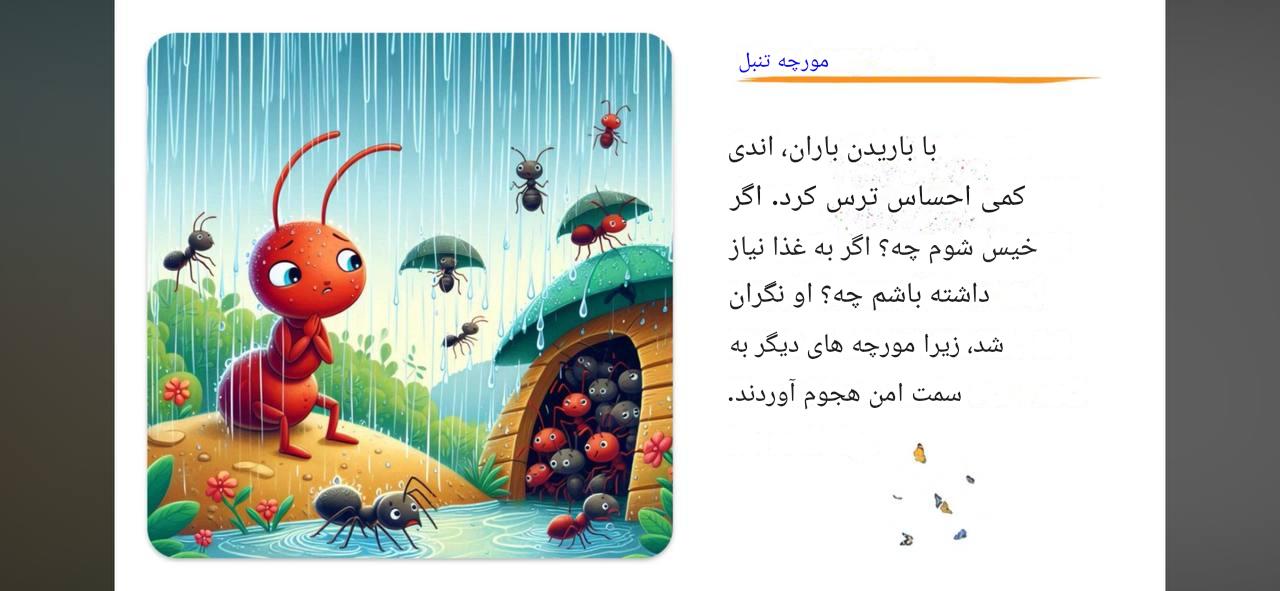 مورچه تنبل
با باریدن باران، اندی
کمی احساس ترس کرد. اگر
خیس شوم چه؟ اگر به غذا نیاز
داشته باشم چه؟ او نگران
شد، زیرا مورچه های دیگر به
سمت امن هجوم آوردند.